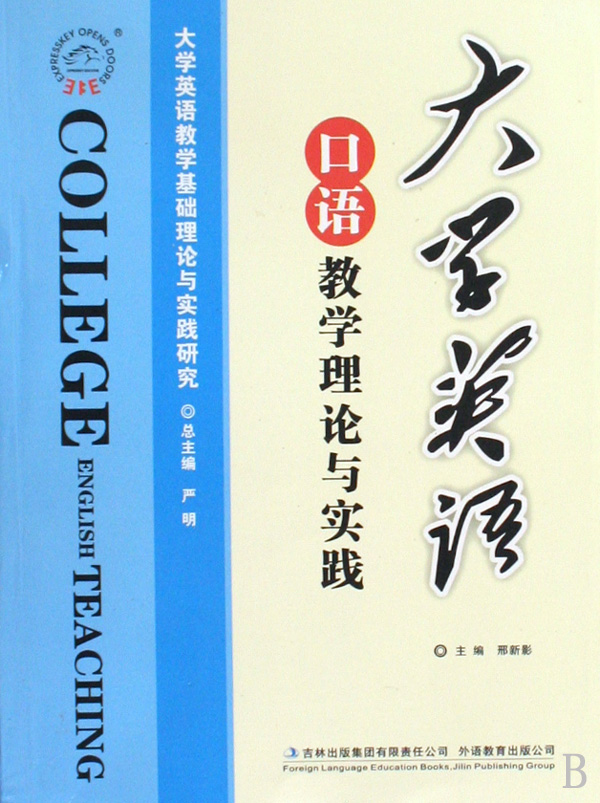 EXPRESSKEY OPENS DOORS
®
COLLEGE ENGLISH TEACHING
大学英语教学基础理论与实践研究 ◎ 总主编 严明
大学英语
口语教学理论与实践
◎ 主编 邢新影
吉林出版集团有限责任公司 外语教育出版公司
Foreign Language Education Books,Jilin Publishing Group
B